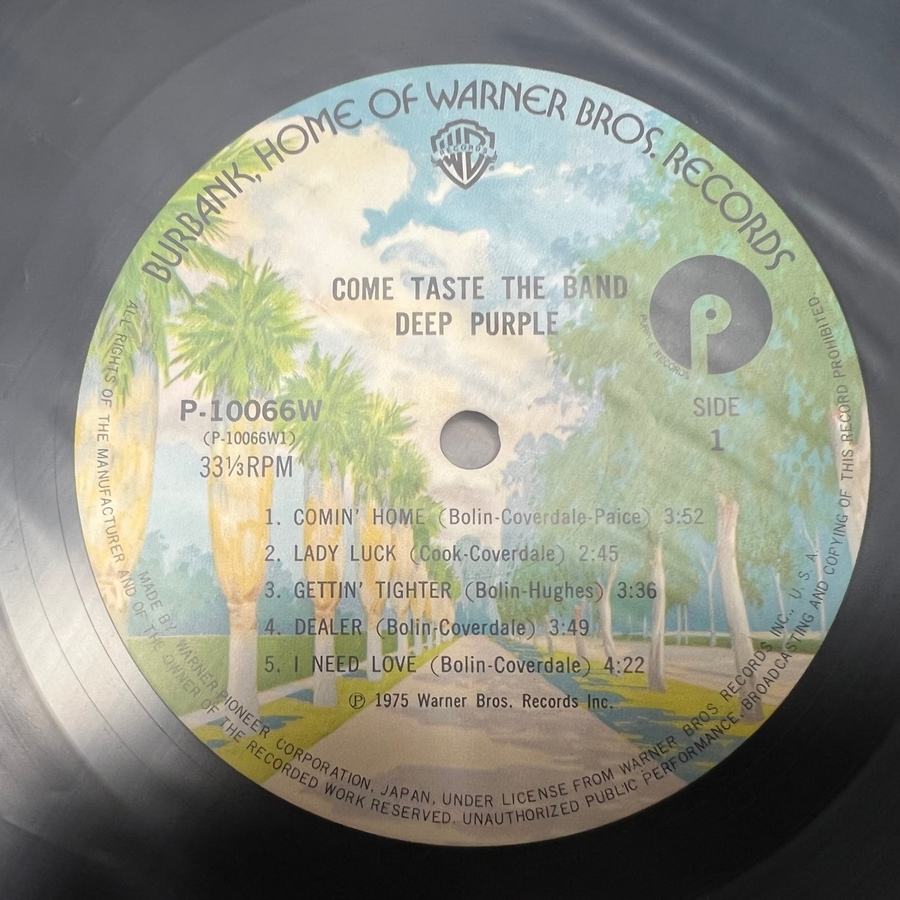 BURBANK, HOME OF WARNER BROS. RECORDS
RECORDS
COME TASTE THE BAND
DEEP PURPLE
PURPLE RECORDS
P-10066W
(P-10066W1)
33⅓RPM
SIDE
1
1. COMIN' HOME (Bolin-Coverdale-Paice) 3:52
2. LADY LUCK (Cook-Coverdale) 2:45
3. GETTIN' TIGHTER (Bolin-Hughes) 3:36
4. DEALER (Bolin-Coverdale) 3:49
5. I NEED LOVE (Bolin-Coverdale) 4:22
Ⓟ 1975 Warner Bros. Records Inc.
MADE BY WARNER-PIONEER CORPORATION, JAPAN, UNDER LICENSE FROM WARNER BROS. RECORDS INC., U.S.A.
ALL RIGHTS OF THE MANUFACTURER AND OF THE OWNER OF THE RECORDED WORK RESERVED. UNAUTHORIZED PUBLIC PERFORMANCE, BROADCASTING AND COPYING OF THIS RECORD PROHIBITED.